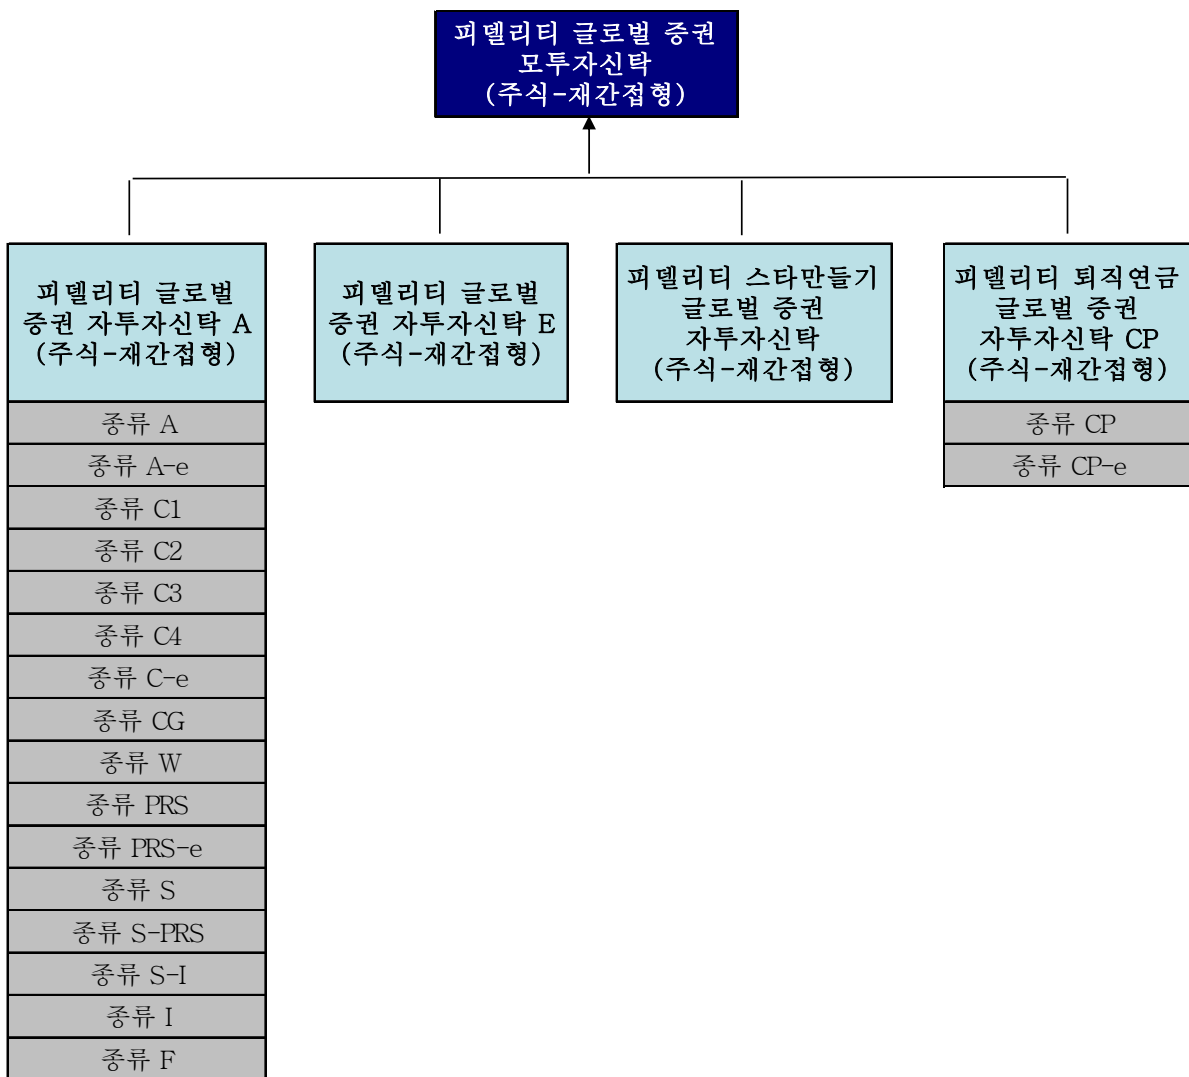 피델리티 글로벌 증권
모투자신탁
(주식-재간접형)
피델리티 글로벌
증권 자투자신탁 A
(주식-재간접형)
종류 A
종류 A-e
종류 C1
종류 C2
종류 C3
종류 C4
종류 C-e
종류 CG
종류 W
종류 PRS
종류 PRS-e
종류 S
종류 S-PRS
종류 S-I
종류 I
종류 F
피델리티 글로벌
증권 자투자신탁 E
(주식-재간접형)
피델리티 스타만들기
글로벌 증권
자투자신탁
(주식-재간접형)
피델리티 퇴직연금
글로벌 증권
자투자신탁 CP
(주식-재간접형)
종류 CP
종류 CP-e